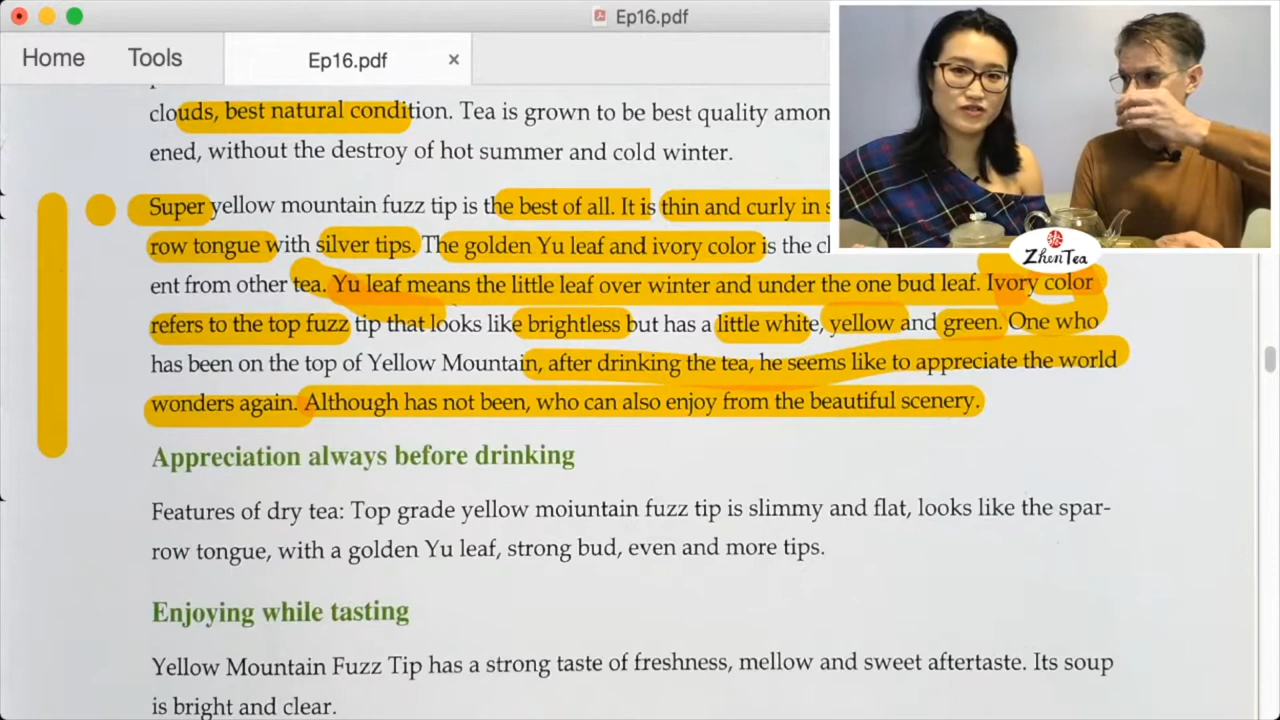 Ep16.pdf
Home
Tools
Ep16.pdf
×
clouds, best natural condition. Tea is grown to be best quality amon
ened, without the destroy of hot summer and cold winter.
Super yellow mountain fuzz tip is the best of all. It is thin and curly in s
row tongue with silver tips. The golden Yu leaf and ivory color is the c
ent from other tea. Yu leaf means the little leaf over winter and under the one bud leaf. Ivory color
refers to the top fuzz tip that looks like brightless but has a little white, yellow and green. One who
has been on the top of Yellow Mountain, after drinking the tea, he seems like to appreciate the world
wonders again. Although has not been, who can also enjoy from the beautiful scenery.
Appreciation always before drinking
Features of dry tea: Top grade yellow moiuntain fuzz tip is slimmy and flat, looks like the spar-
row tongue, with a golden Yu leaf, strong bud, even and more tips.
Enjoying while tasting
Yellow Mountain Fuzz Tip has a strong taste of freshness, mellow and sweet aftertaste. Its soup
is bright and clear.
ZhenTea